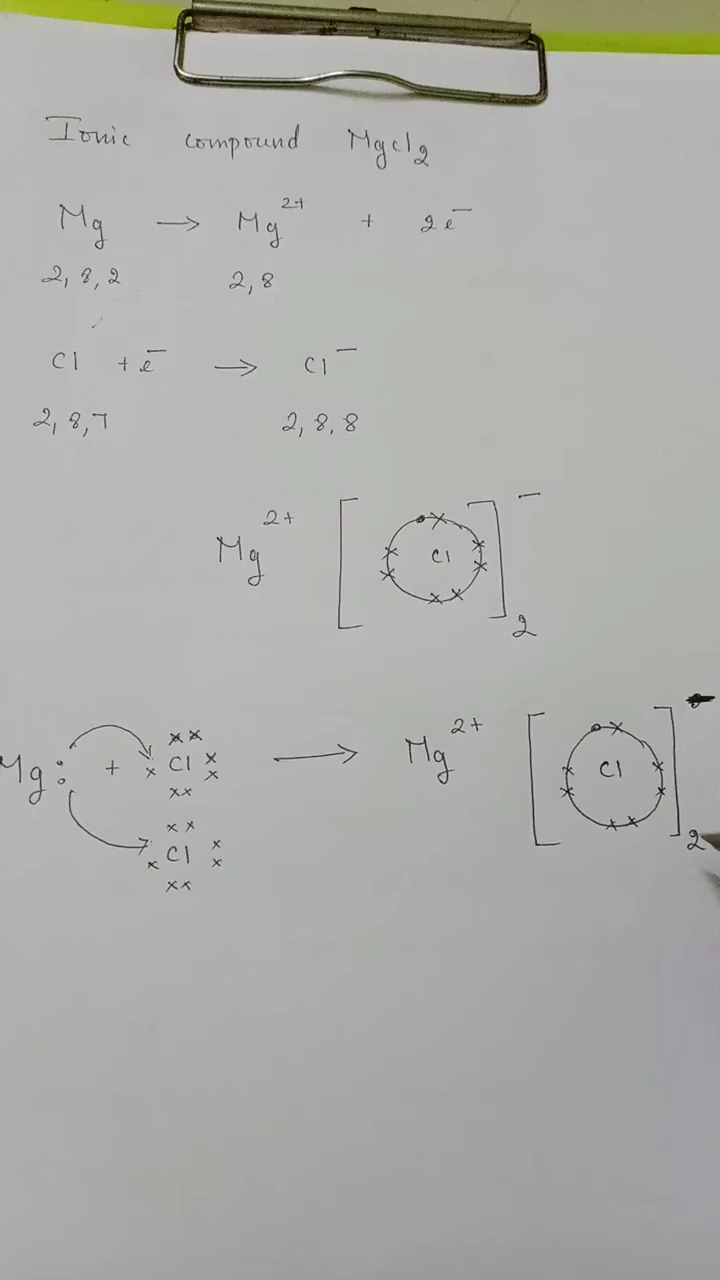 Ionic compound MgCl₂
Mg → Mg²⁺ + 2e⁻
2, 8, 2 2, 8
Cl + e⁻ → Cl⁻
2, 8, 7 2, 8, 8
Mg²⁺ [ Cl ]⁻₂
Mg: + Cl → Mg²⁺ [ Cl ]⁻₂
Cl